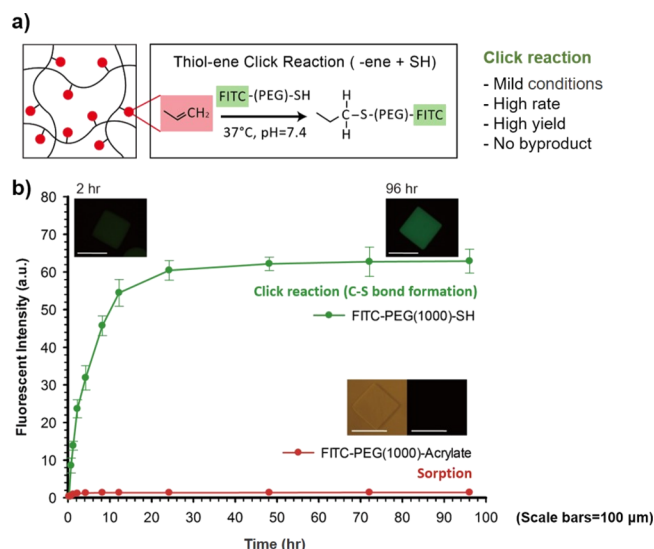 a)
Thiol-ene Click Reaction ( -ene + SH)
FITC-(PEG)-SH
CH₂
37°C, pH=7.4
H
C-S-(PEG)-FITC
H
Click reaction
- Mild conditions
- High rate
- High yield
- No byproduct
b)
2 hr
96 hr
Fluorescent Intensity (a.u.)
80
70
60
50
40
30
20
10
0
Click reaction (C-S bond formation)
FITC-PEG(1000)-SH
FITC-PEG(1000)-Acrylate
Sorption
0 10 20 30 40 50 60 70 80 90 100
(Scale bars=100 µm)
Time (hr)